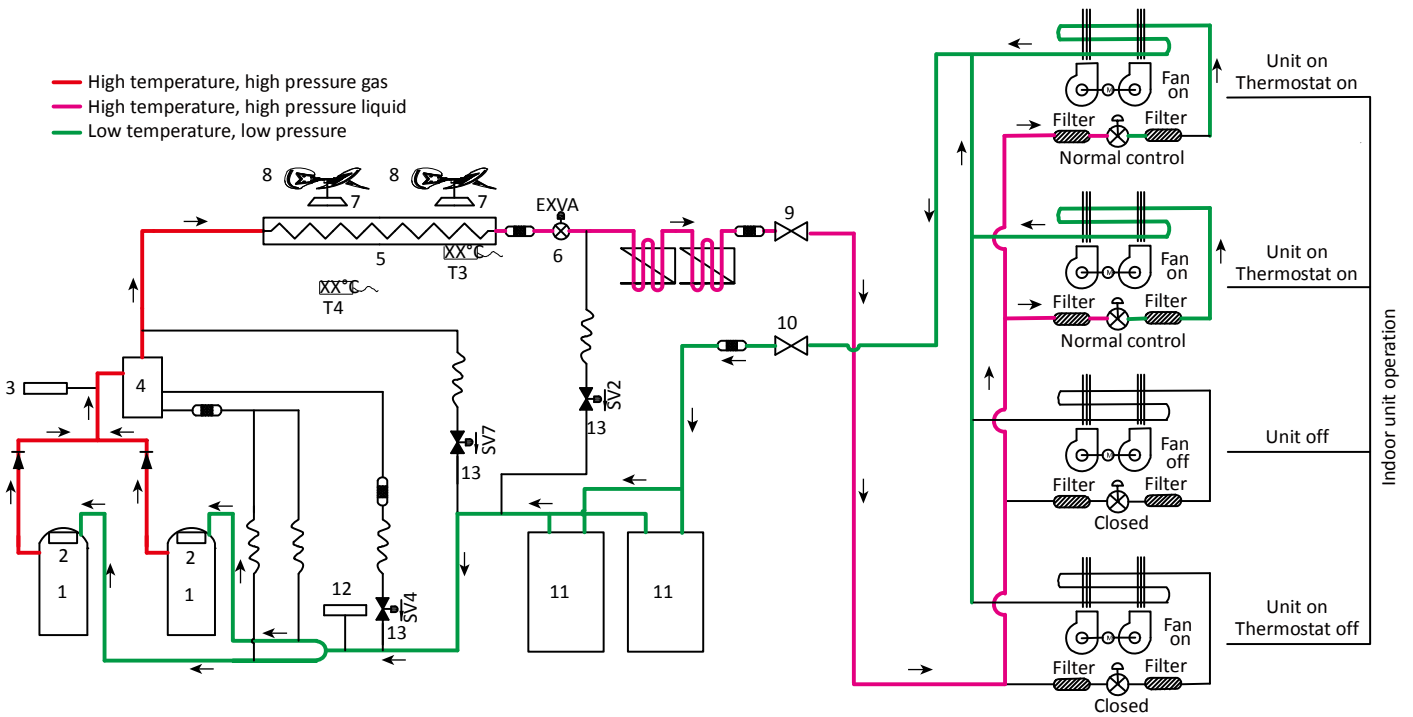 High temperature, high pressure gas
High temperature, high pressure liquid
Low temperature, low pressure
8
7
8
7
5
XX°C
T3
XX°C
T4
EXVA
6
9
10
3
4
SV7
13
SV2
13
2
1
2
1
12
SV4
13
11
11
M
Fan
on
Filter
Filter
Normal control
Unit on
Thermostat on
M
Fan
on
Filter
Filter
Normal control
Unit on
Thermostat on
M
Fan
off
Filter
Filter
Closed
Unit off
M
Fan
on
Filter
Filter
Closed
Unit on
Thermostat off
Indoor unit operation